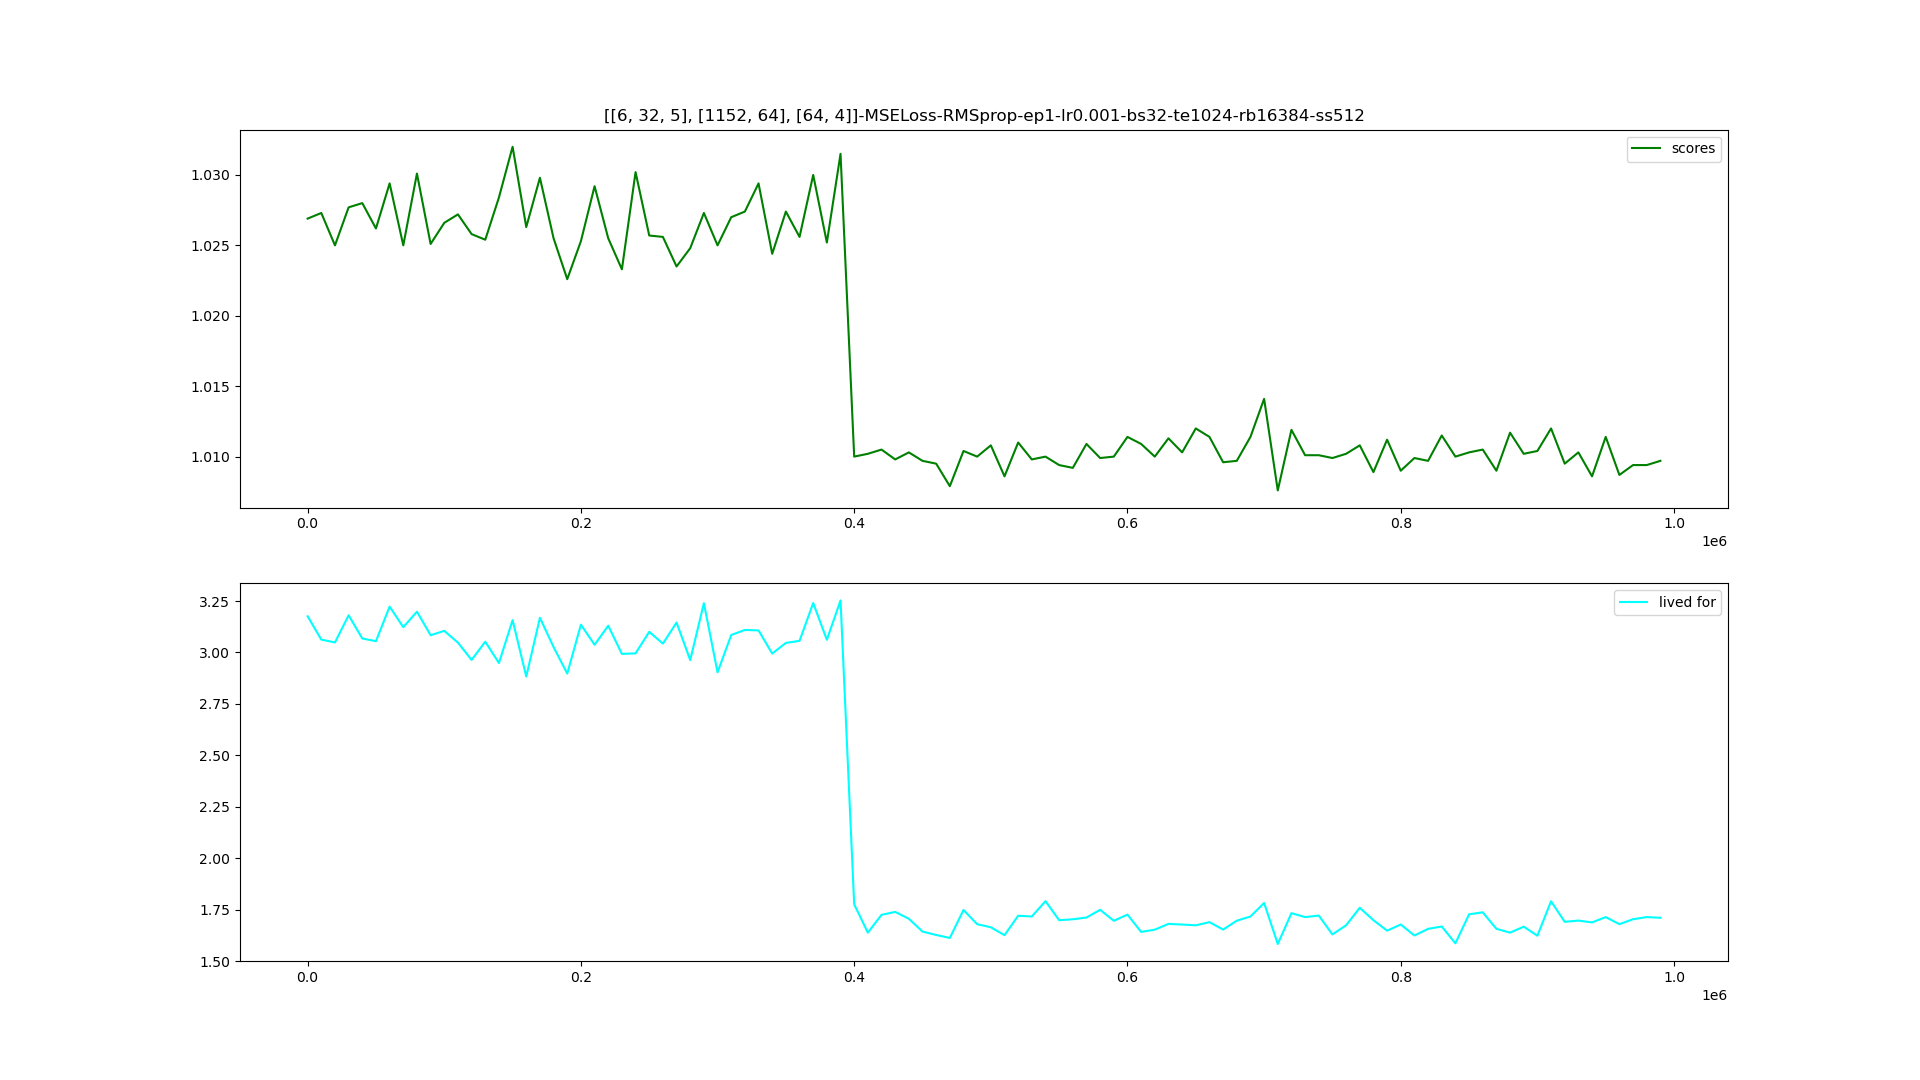 [[6, 32, 5], [1152, 64], [64, 4]]-MSELoss-RMSprop-ep1-lr0.001-bs32-te1024-rb16384-ss512
scores
1.030
1.025
1.020
1.015
1.010
0.0 0.2 0.4 0.6 0.8 1.0
1e6
lived for
3.25
3.00
2.75
2.50
2.25
2.00
1.75
1.50
0.0 0.2 0.4 0.6 0.8 1.0
1e6